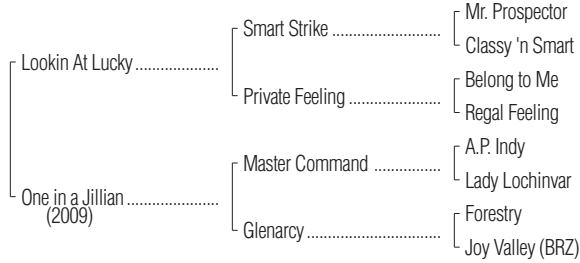 Mr. Prospector
Smart Strike ......................
Classy 'n Smart
Lookin At Lucky .................
Belong to Me
Private Feeling ...................
Regal Feeling
A.P. Indy
Master Command ..............
Lady Lochinvar
One in a Jillian ...................
(2009)
Forestry
Glenarcy ............................
Joy Valley (BRZ)